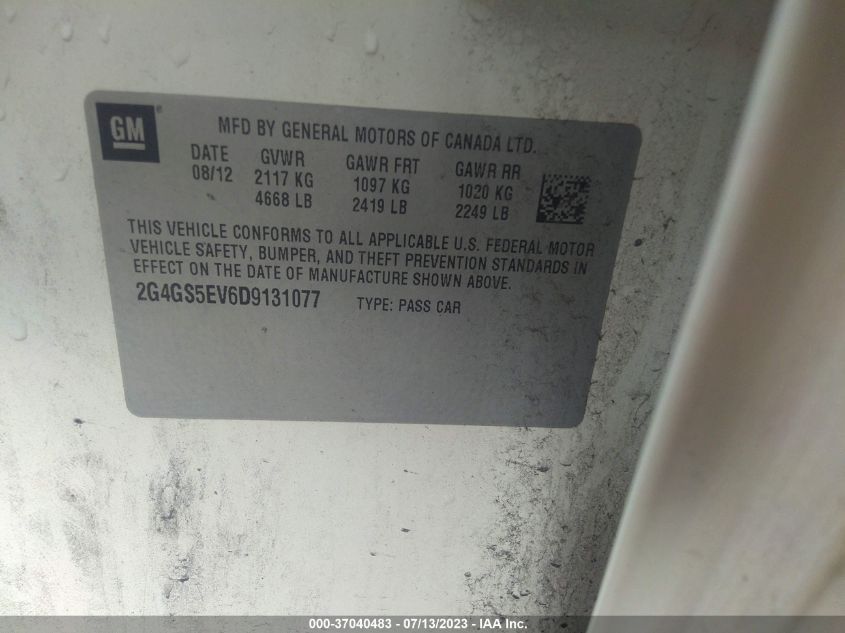 GM ®
MFD BY GENERAL MOTORS OF CANADA LTD.
DATE GVWR GAWR FRT GAWR RR
08/12 2117 KG 1097 KG 1020 KG
4668 LB 2419 LB 2249 LB
THIS VEHICLE CONFORMS TO ALL APPLICABLE U.S. FEDERAL MOTOR
VEHICLE SAFETY, BUMPER, AND THEFT PREVENTION STANDARDS IN
EFFECT ON THE DATE OF MANUFACTURE SHOWN ABOVE.
2G4GS5EV6D9131077 TYPE: PASS CAR
000-37040483 - 07/13/2023 - IAA Inc.